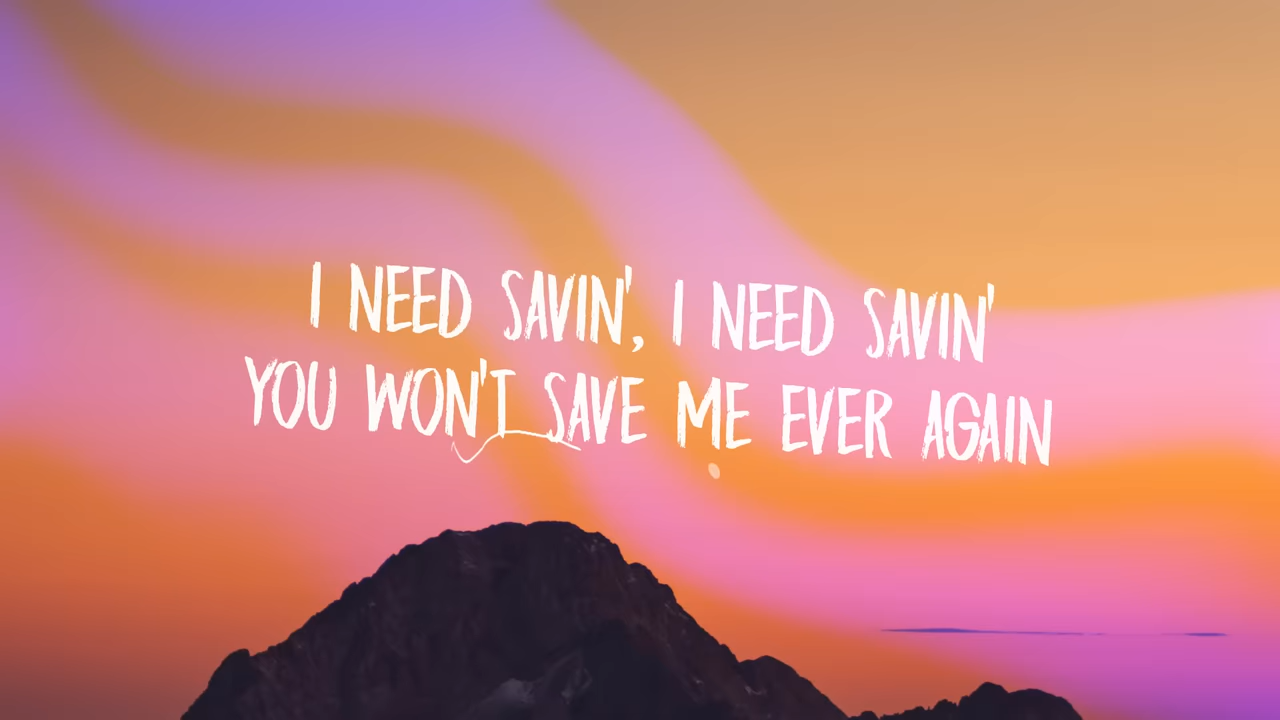 I NEED SAVIN', I NEED SAVIN'
YOU WON'T SAVE ME EVER AGAIN